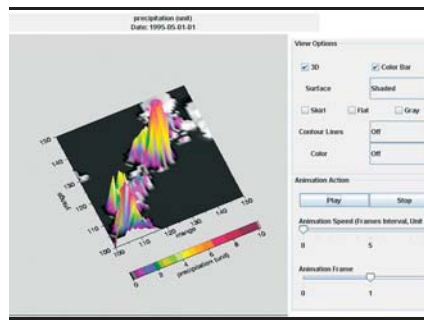 precipitation (unit)
Date: 1995-05-01-01
View Options
3D
Color Bar
Surface
Shaded
Skirt
Flat
Gray
Contour Lines
Off
Color
Off
Animation Action
Play
Stop
Animation Speed (Frames Interval, Unit
0
5
Animation Frame
0
1
150
140
130
120
110
100
100
110
120
130
140
150
0
2
4
6
8
10
precipitation (unit)